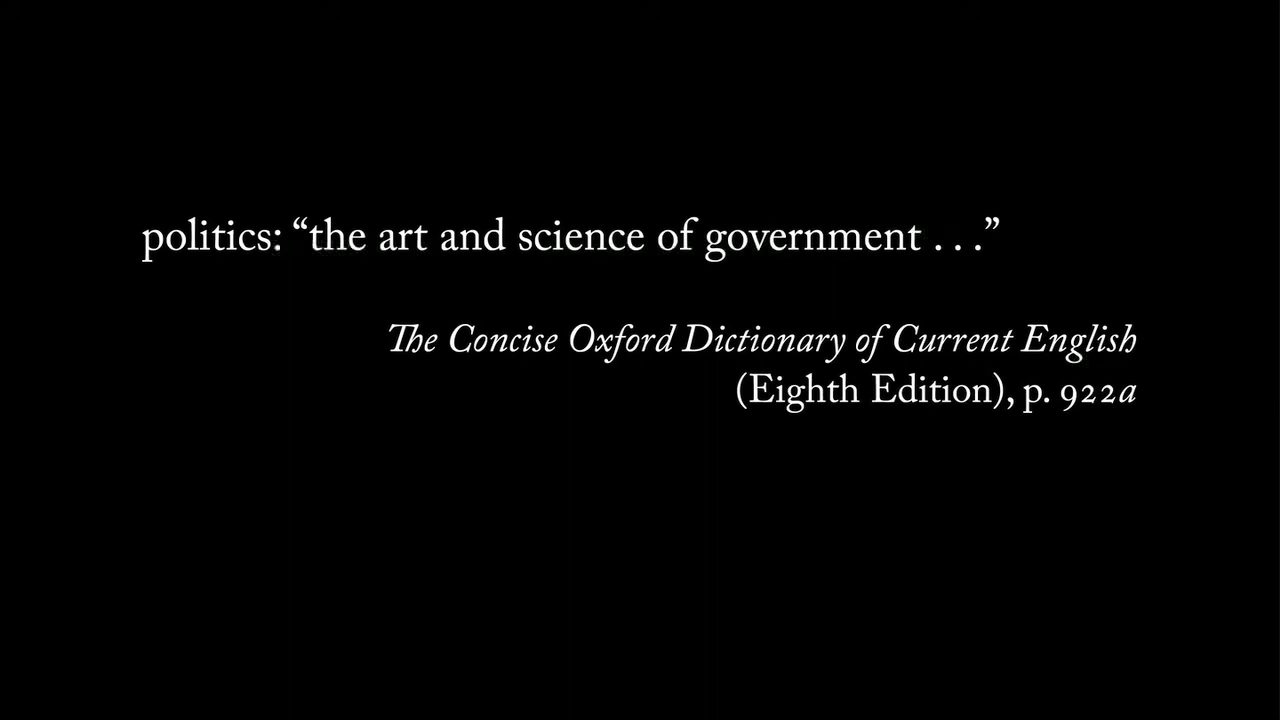 politics: “the art and science of government . . .”
The Concise Oxford Dictionary of Current English
(Eighth Edition), p. 922a